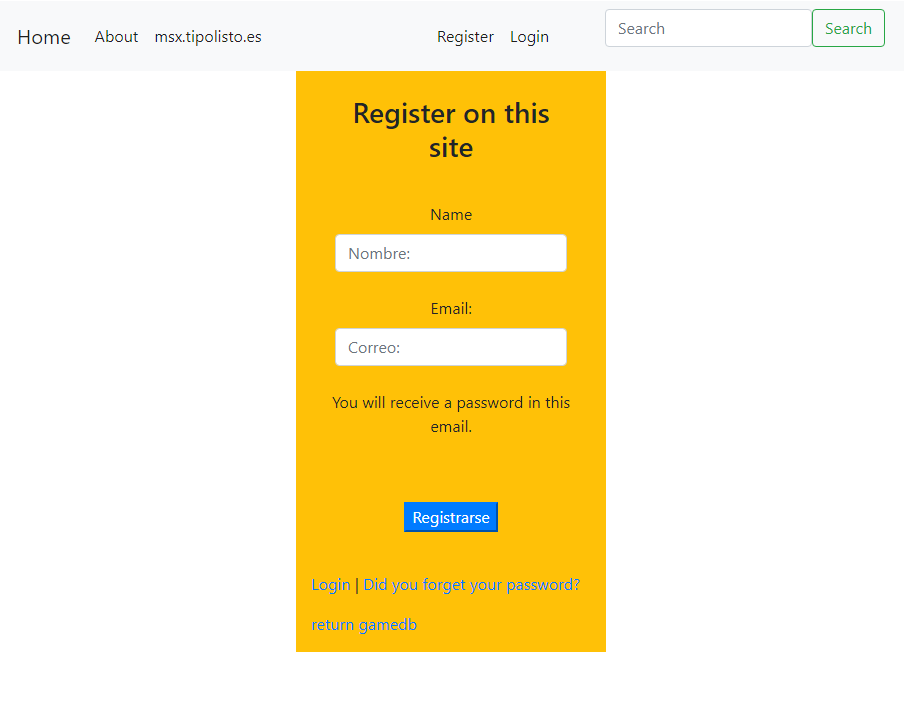 Home About msx.tipolisto.es Register Login Search Search
Register on this
site
Name
Nombre:
Email:
Correo:
You will receive a password in this
email.
Registrarse
Login | Did you forget your password?
return gamedb